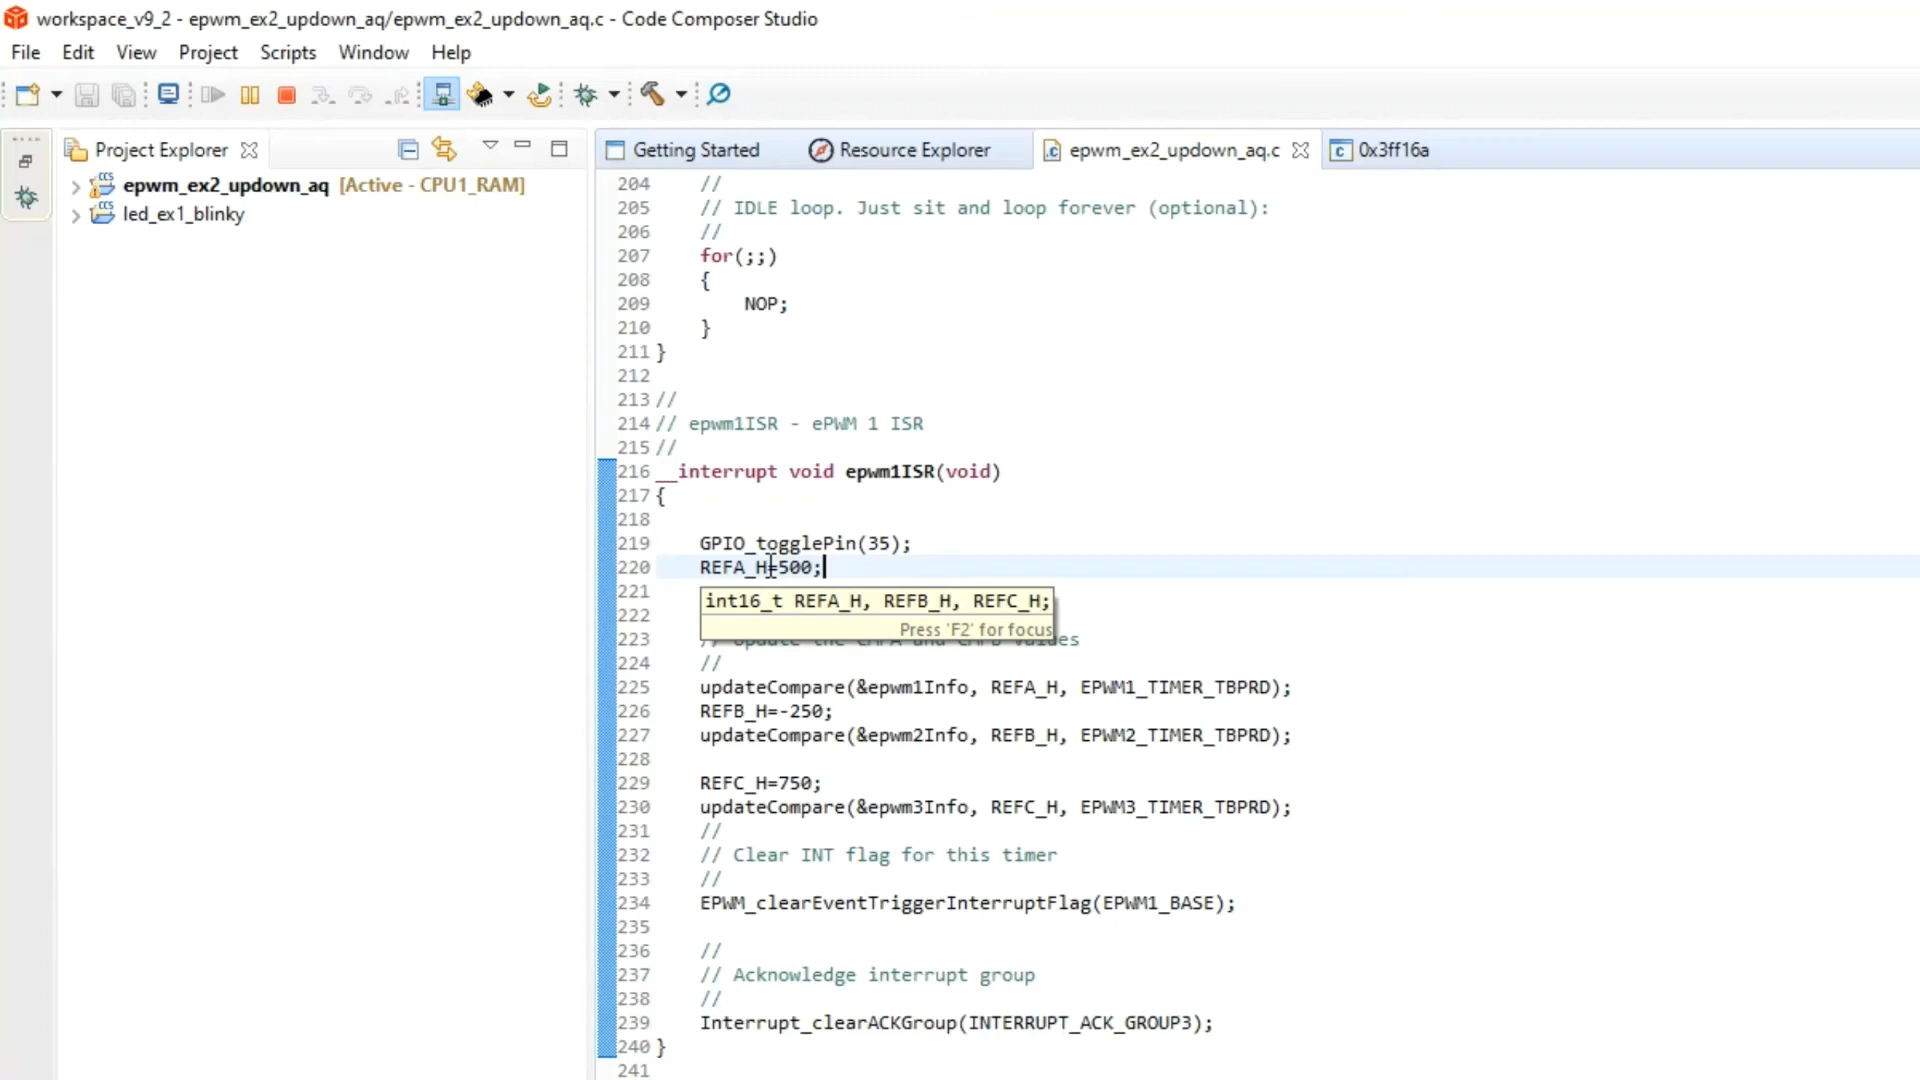 workspace_v9_2 - epwm_ex2_updown_aq/epwm_ex2_updown_aq.c - Code Composer Studio
File Edit View Project Scripts Window Help
Project Explorer
Getting Started Resource Explorer epwm_ex2_updown_aq.c 0x3ff16a
epwm_ex2_updown_aq [Active - CPU1_RAM]
led_ex1_blinky
204 //
205 // IDLE loop. Just sit and loop forever (optional):
206 //
207 for(;;)
208 {
209 NOP;
210 }
211 }
212
213 //
214 // epwm1ISR - ePWM 1 ISR
215 //
216 __interrupt void epwm1ISR(void)
217 {
218
219 GPIO_togglePin(35);
220 REFA_H=500;
221
int16_t REFA_H, REFB_H, REFC_H;
222
Press 'F2' for focus
223 // Update the CMPA and CMPB values
224 //
225 updateCompare(&epwm1Info, REFA_H, EPWM1_TIMER_TBPRD);
226 REFB_H=-250;
227 updateCompare(&epwm2Info, REFB_H, EPWM2_TIMER_TBPRD);
228
229 REFC_H=750;
230 updateCompare(&epwm3Info, REFC_H, EPWM3_TIMER_TBPRD);
231 //
232 // Clear INT flag for this timer
233 //
234 EPWM_clearEventTriggerInterruptFlag(EPWM1_BASE);
235
236 //
237 // Acknowledge interrupt group
238 //
239 Interrupt_clearACKGroup(INTERRUPT_ACK_GROUP3);
240 }
241